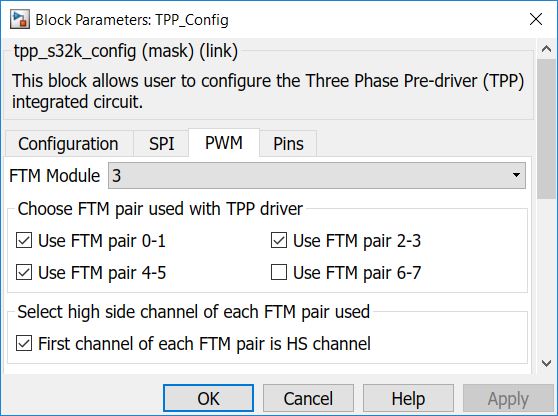 Block Parameters: TPP_Config
tpp_s32k_config (mask) (link)
This block allows user to configure the Three Phase Pre-driver (TPP)
integrated circuit.
Configuration SPI PWM Pins
FTM Module 3
Choose FTM pair used with TPP driver
Use FTM pair 0-1 Use FTM pair 2-3
Use FTM pair 4-5 Use FTM pair 6-7
Select high side channel of each FTM pair used
First channel of each FTM pair is HS channel
OK Cancel Help Apply